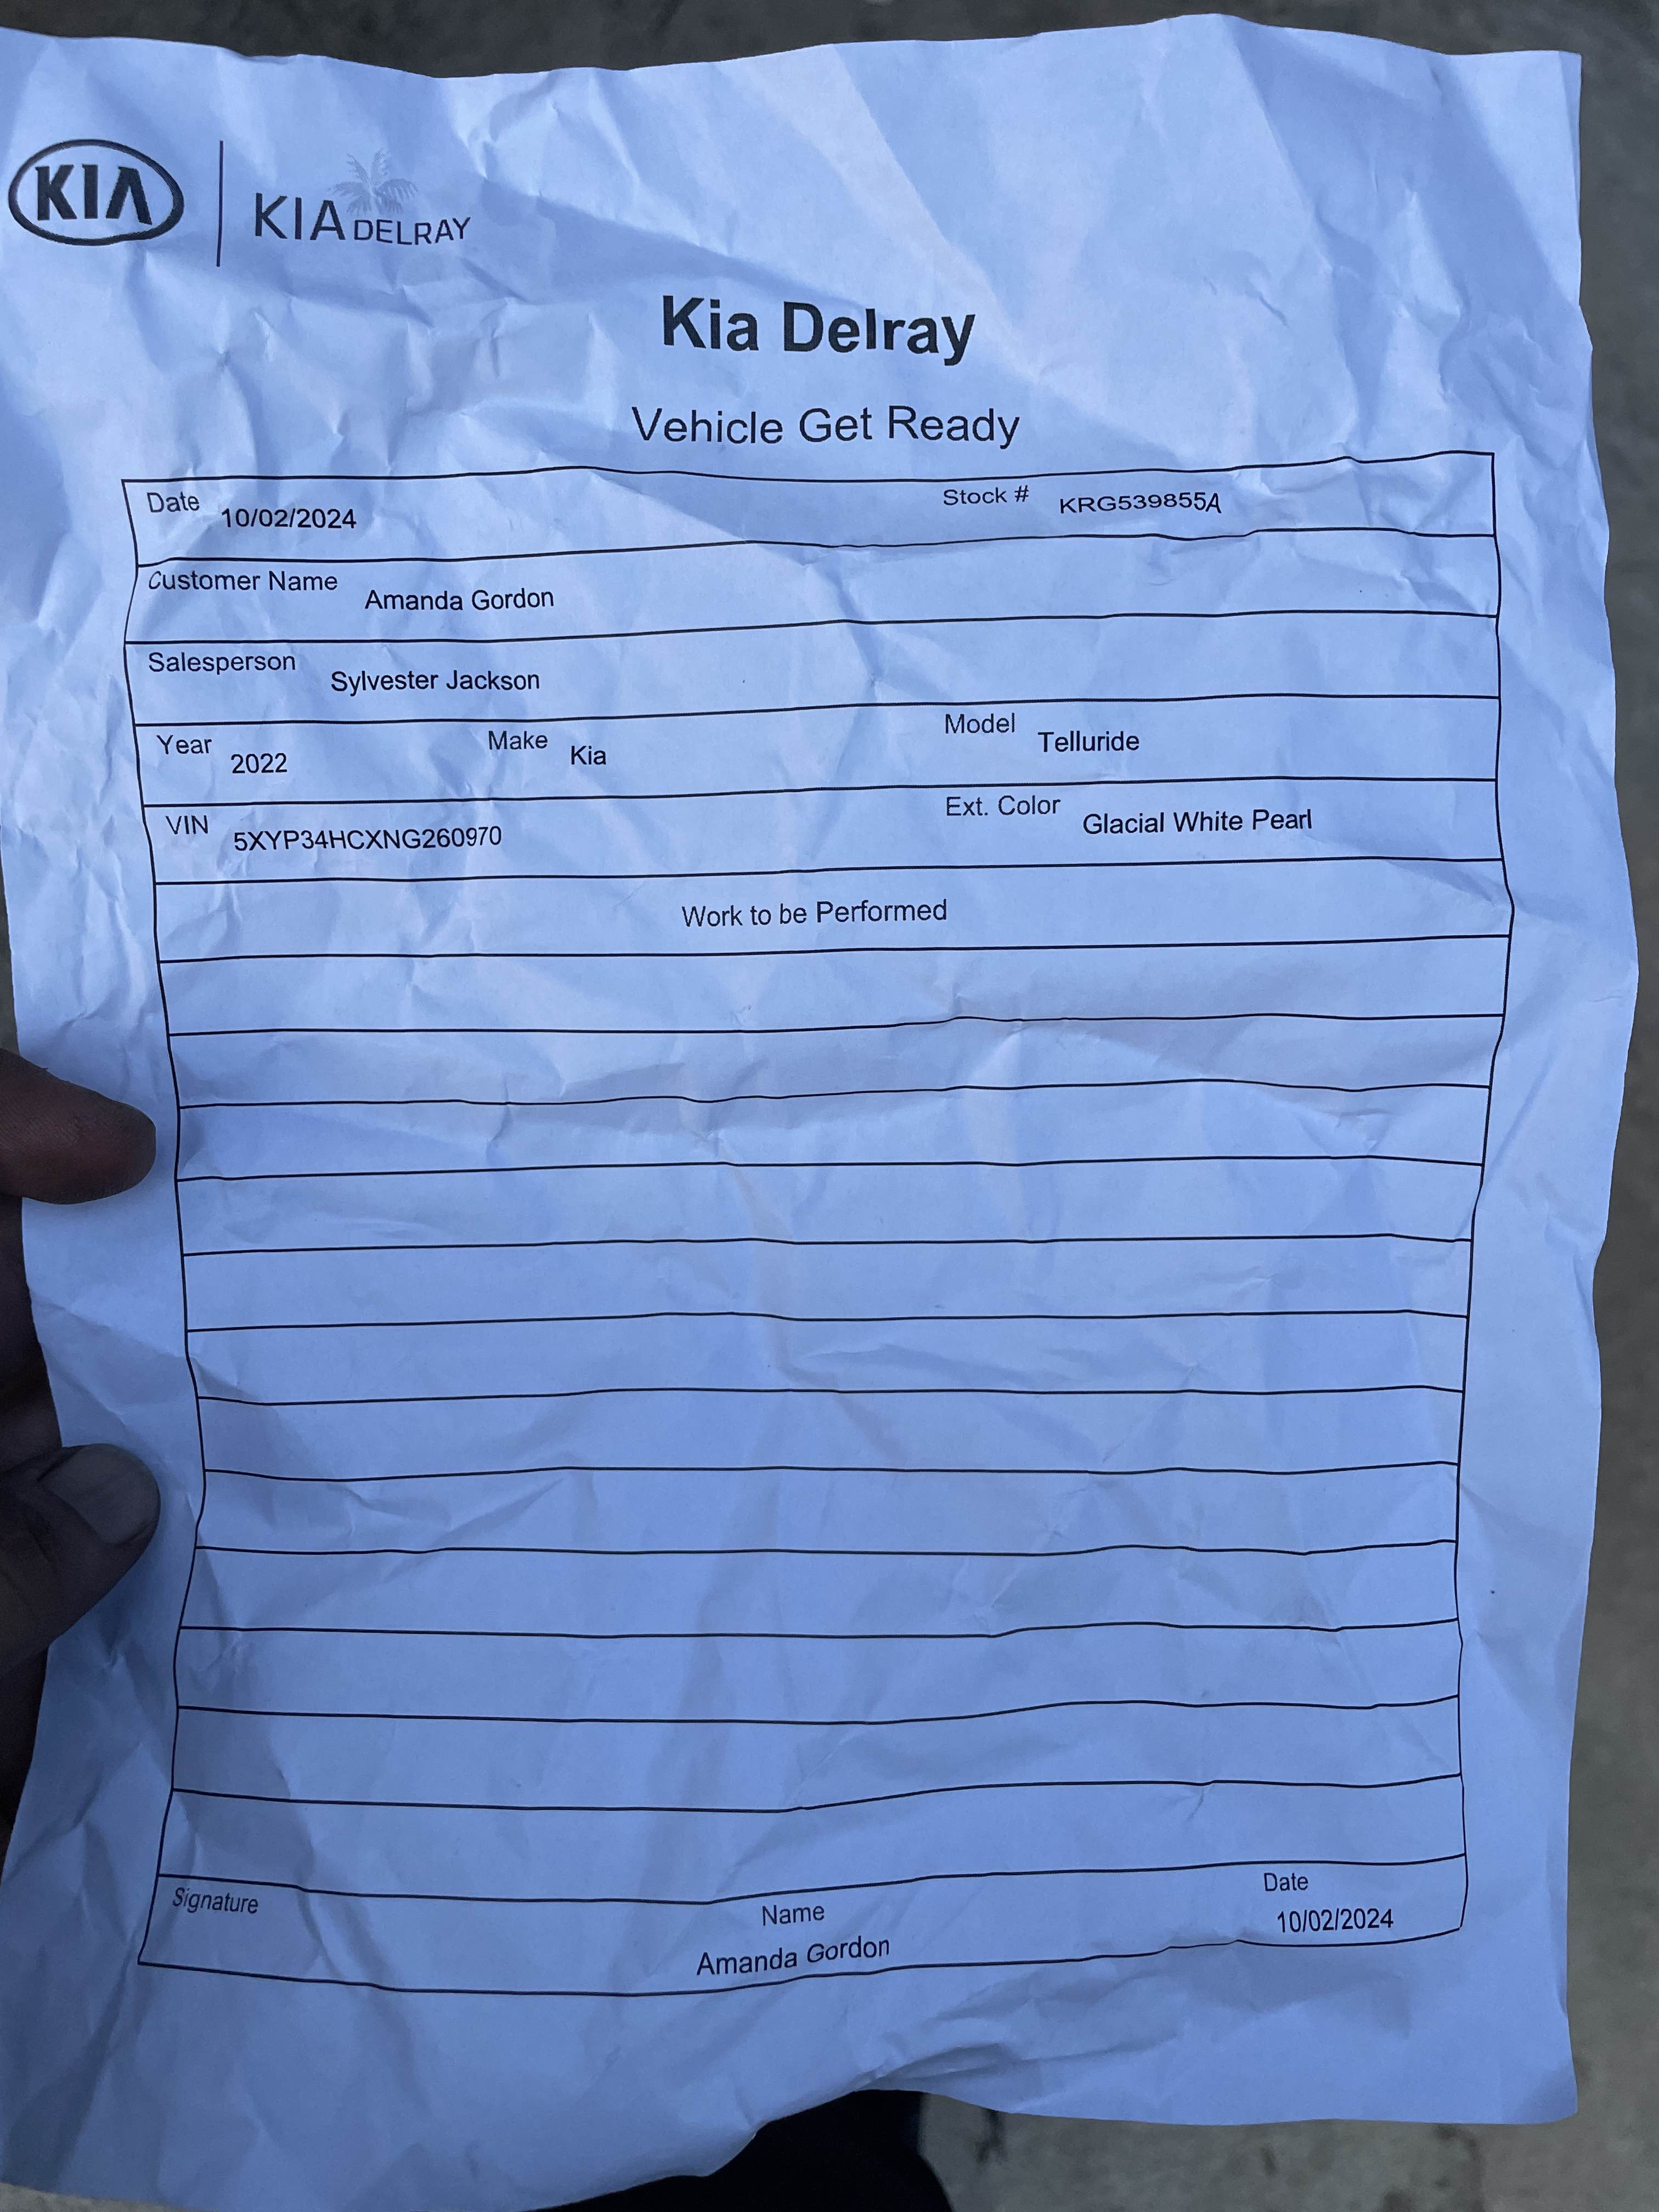 KIA KIA DELRAY
Kia Delray
Vehicle Get Ready
Date 10/02/2024 Stock # KRG539855A
Customer Name Amanda Gordon
Salesperson Sylvester Jackson
Year 2022 Make Kia Model Telluride
VIN 5XYP34HCXNG260970 Ext. Color Glacial White Pearl
Work to be Performed
Signature Name Date
Amanda Gordon 10/02/2024